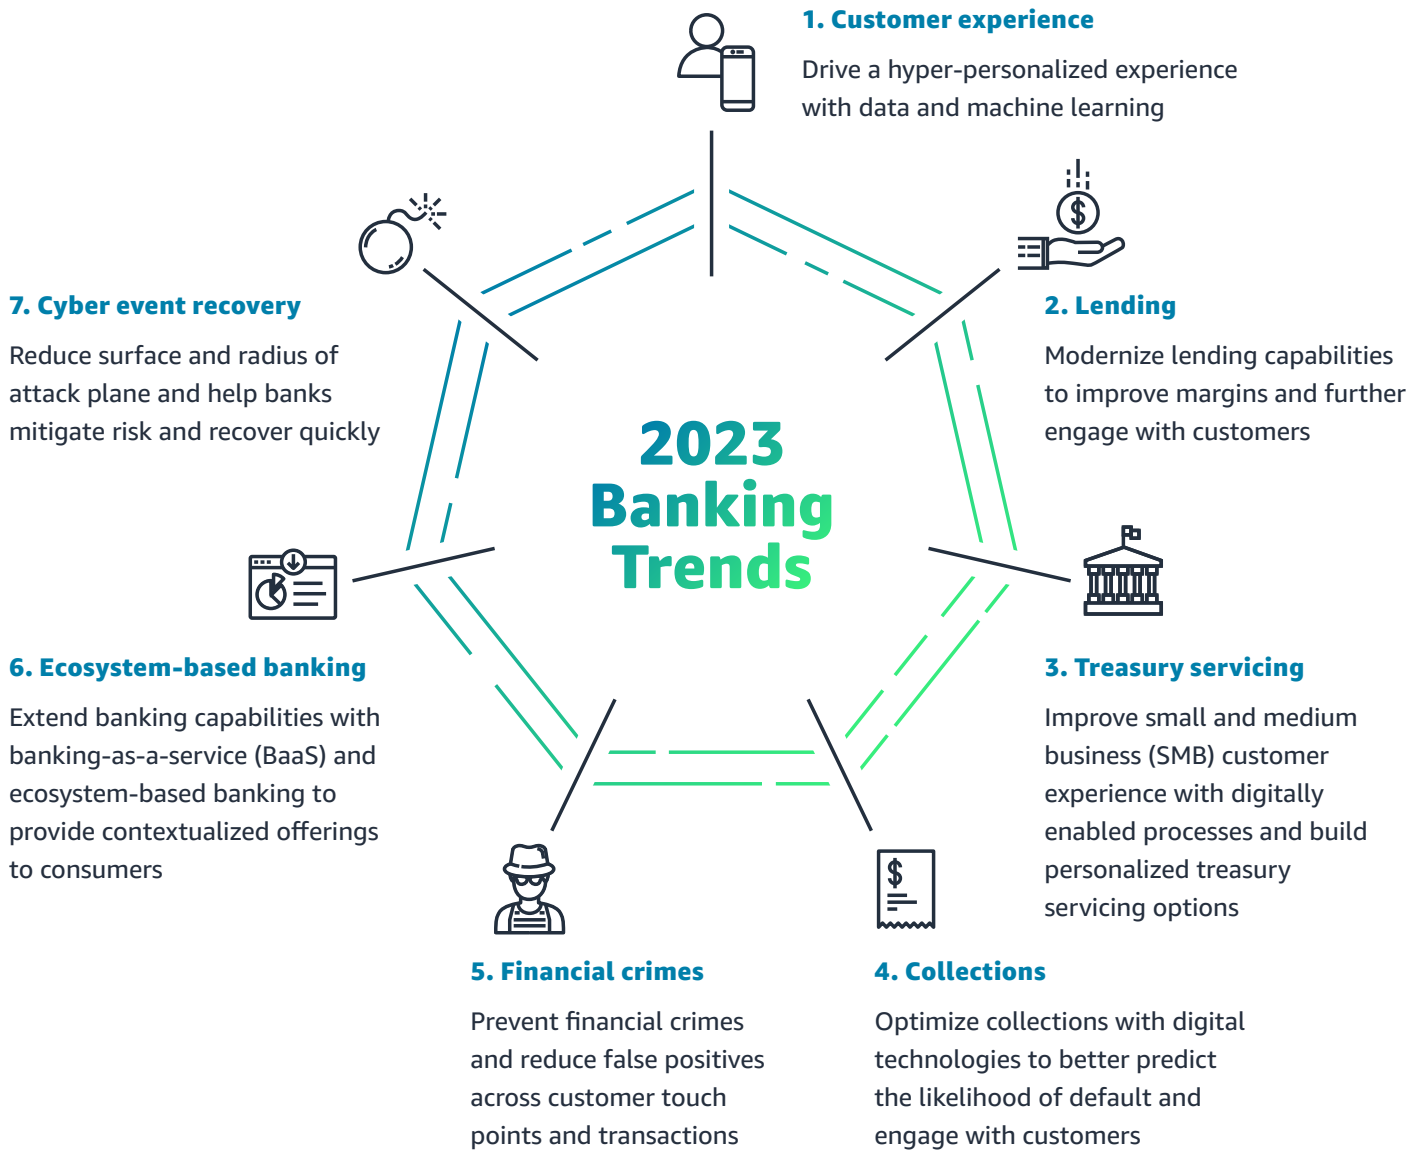 1. Customer experience
Drive a hyper-personalized experience
with data and machine learning
2. Lending
Modernize lending capabilities
to improve margins and further
engage with customers
3. Treasury servicing
Improve small and medium
business (SMB) customer
experience with digitally
enabled processes and build
personalized treasury
servicing options
4. Collections
Optimize collections with digital
technologies to better predict
the likelihood of default and
engage with customers
5. Financial crimes
Prevent financial crimes
and reduce false positives
across customer touch
points and transactions
6. Ecosystem-based banking
Extend banking capabilities with
banking-as-a-service (BaaS) and
ecosystem-based banking to
provide contextualized offerings
to consumers
7. Cyber event recovery
Reduce surface and radius of
attack plane and help banks
mitigate risk and recover quickly
2023
Banking
Trends
$
$